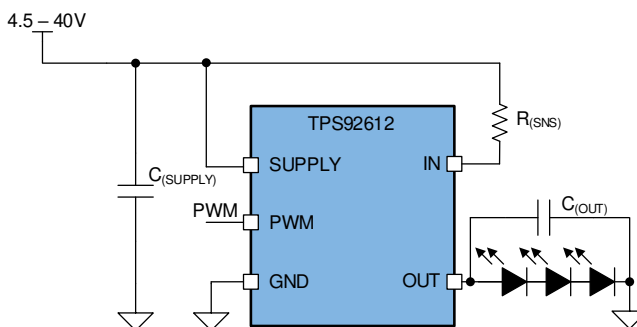 4.5 – 40V
TPS92612
R(SNS)
SUPPLY
IN
C(SUPPLY)
PWM
PWM
C(OUT)
GND
OUT